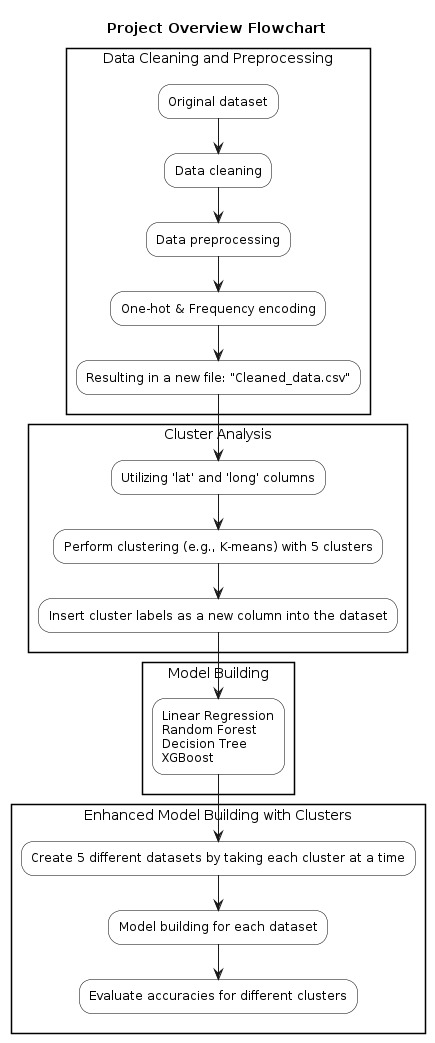 Project Overview Flowchart
Data Cleaning and Preprocessing
Original dataset
Data cleaning
Data preprocessing
One-hot & Frequency encoding
Resulting in a new file: "Cleaned_data.csv"
Cluster Analysis
Utilizing 'lat' and 'long' columns
Perform clustering (e.g., K-means) with 5 clusters
Insert cluster labels as a new column into the dataset
Model Building
Linear Regression
Random Forest
Decision Tree
XGBoost
Enhanced Model Building with Clusters
Create 5 different datasets by taking each cluster at a time
Model building for each dataset
Evaluate accuracies for different clusters